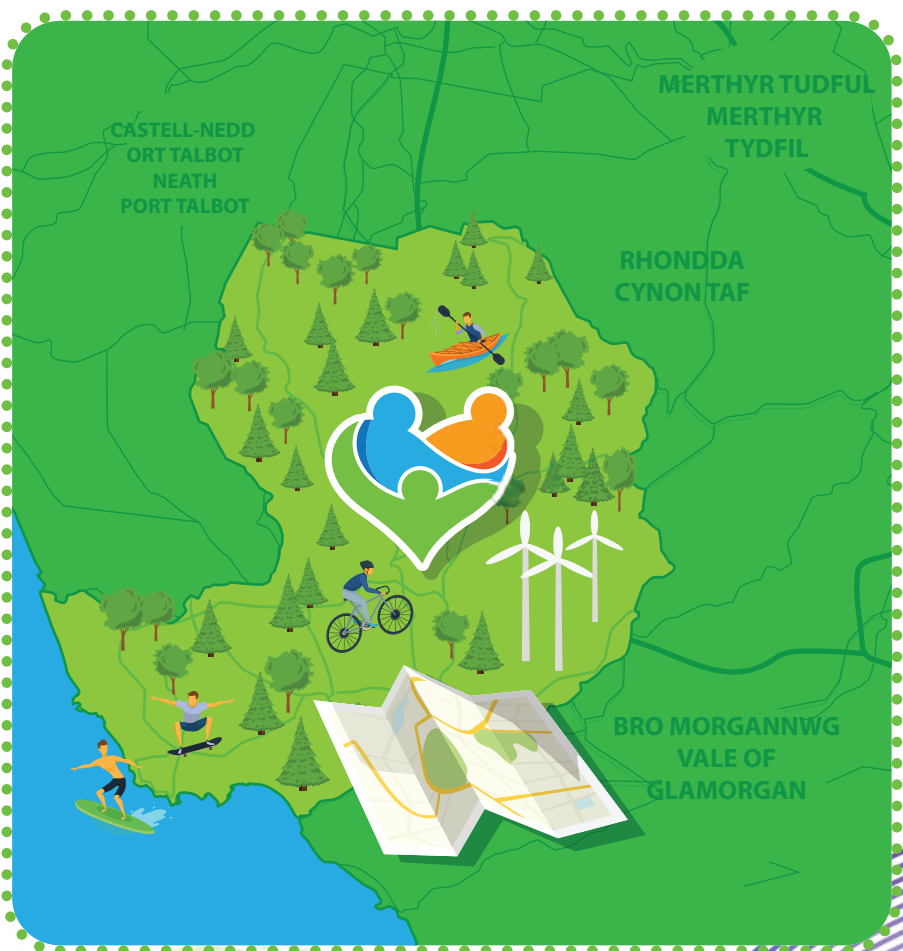 MERTHYR TUDFUL
MERTHYR
TYDFIL
CASTELL-NEDD
ORT TALBOT
NEATH
PORT TALBOT
RHONDDA
CYNON TAF
BRO MORGANNWG
VALE OF
GLAMORGAN